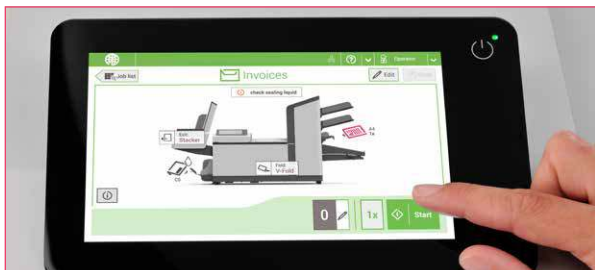 Operator
Job list
Invoices
Edit
check sealing liquid
Exit
Stacker
A4
1x
Fold
V-Fold
C5
0
1x
Start